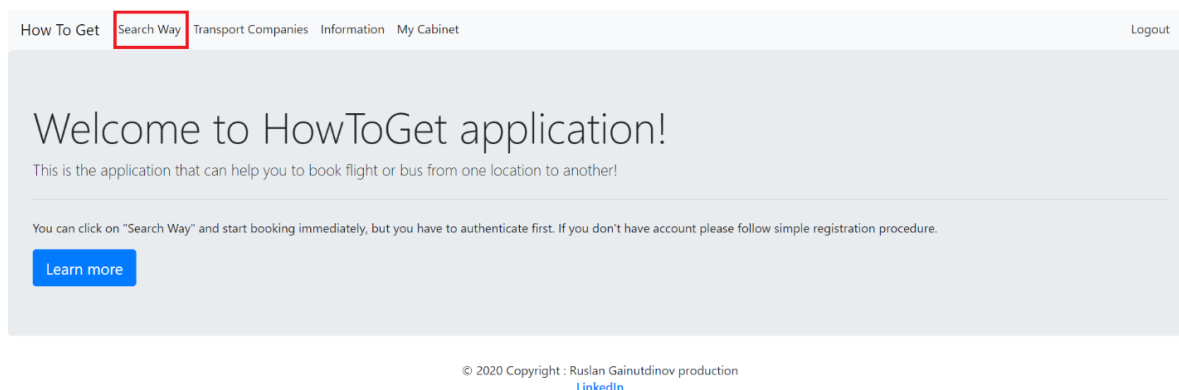 How To Get Search Way Transport Companies Information My Cabinet Logout
Welcome to HowToGet application!
This is the application that can help you to book flight or bus from one location to another!
You can click on "Search Way" and start booking immediately, but you have to authenticate first. If you don't have account please follow simple registration procedure.
Learn more
© 2020 Copyright : Ruslan Gainutdinov production
LinkedIn